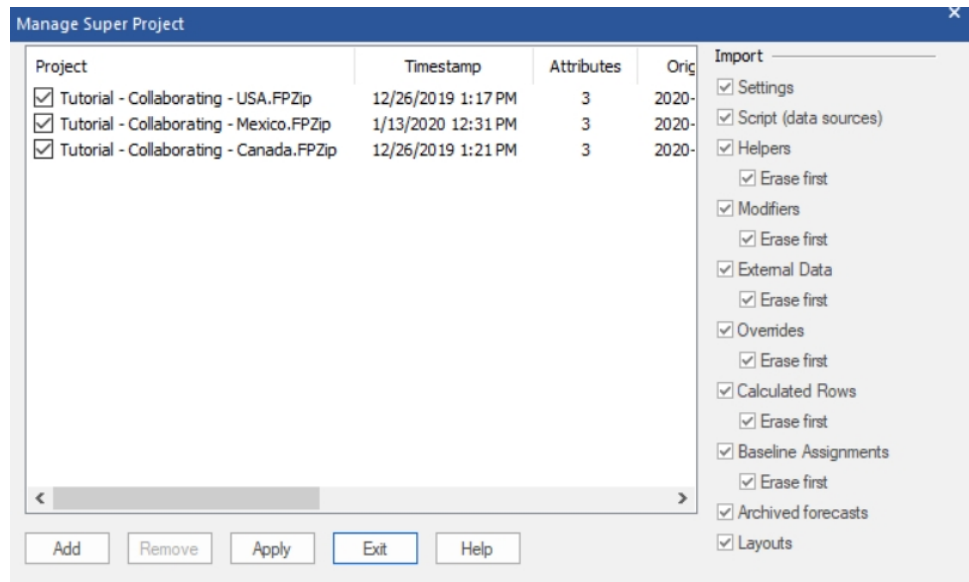 Manage Super Project
Project Timestamp Attributes Orig
Tutorial - Collaborating - USA.FPZip 12/26/2019 1:17 PM 3 2020-
Tutorial - Collaborating - Mexico.FPZip 1/13/2020 12:31 PM 3 2020-
Tutorial - Collaborating - Canada.FPZip 12/26/2019 1:21 PM 3 2020-
Add Remove Apply Exit Help
Import
Settings
Script (data sources)
Helpers
Erase first
Modifiers
Erase first
External Data
Erase first
Overrides
Erase first
Calculated Rows
Erase first
Baseline Assignments
Erase first
Archived forecasts
Layouts